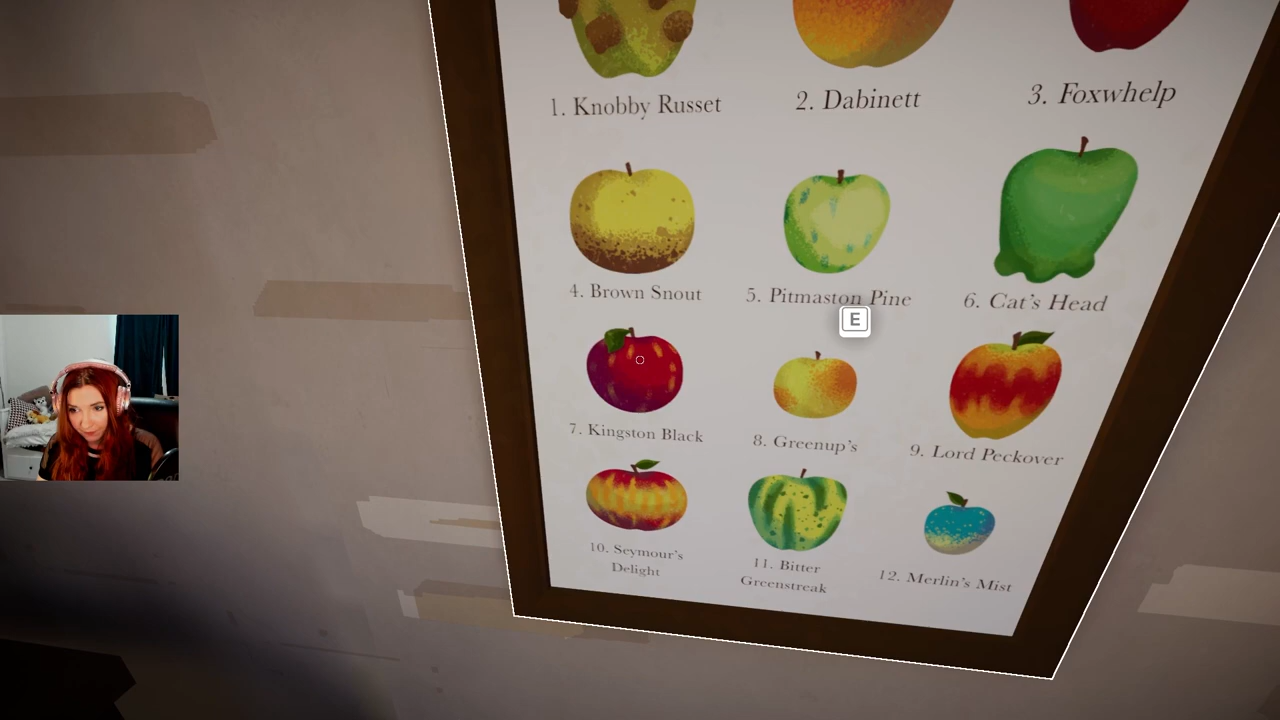 1. Knobby Russet
2. Dabinett
3. Foxwhelp
4. Brown Snout
5. Pitmaston Pine
6. Cat's Head
E
7. Kingston Black
8. Greenup's
9. Lord Peckover
10. Seymour's
Delight
11. Bitter
Greenstreak
12. Merlin's Mist